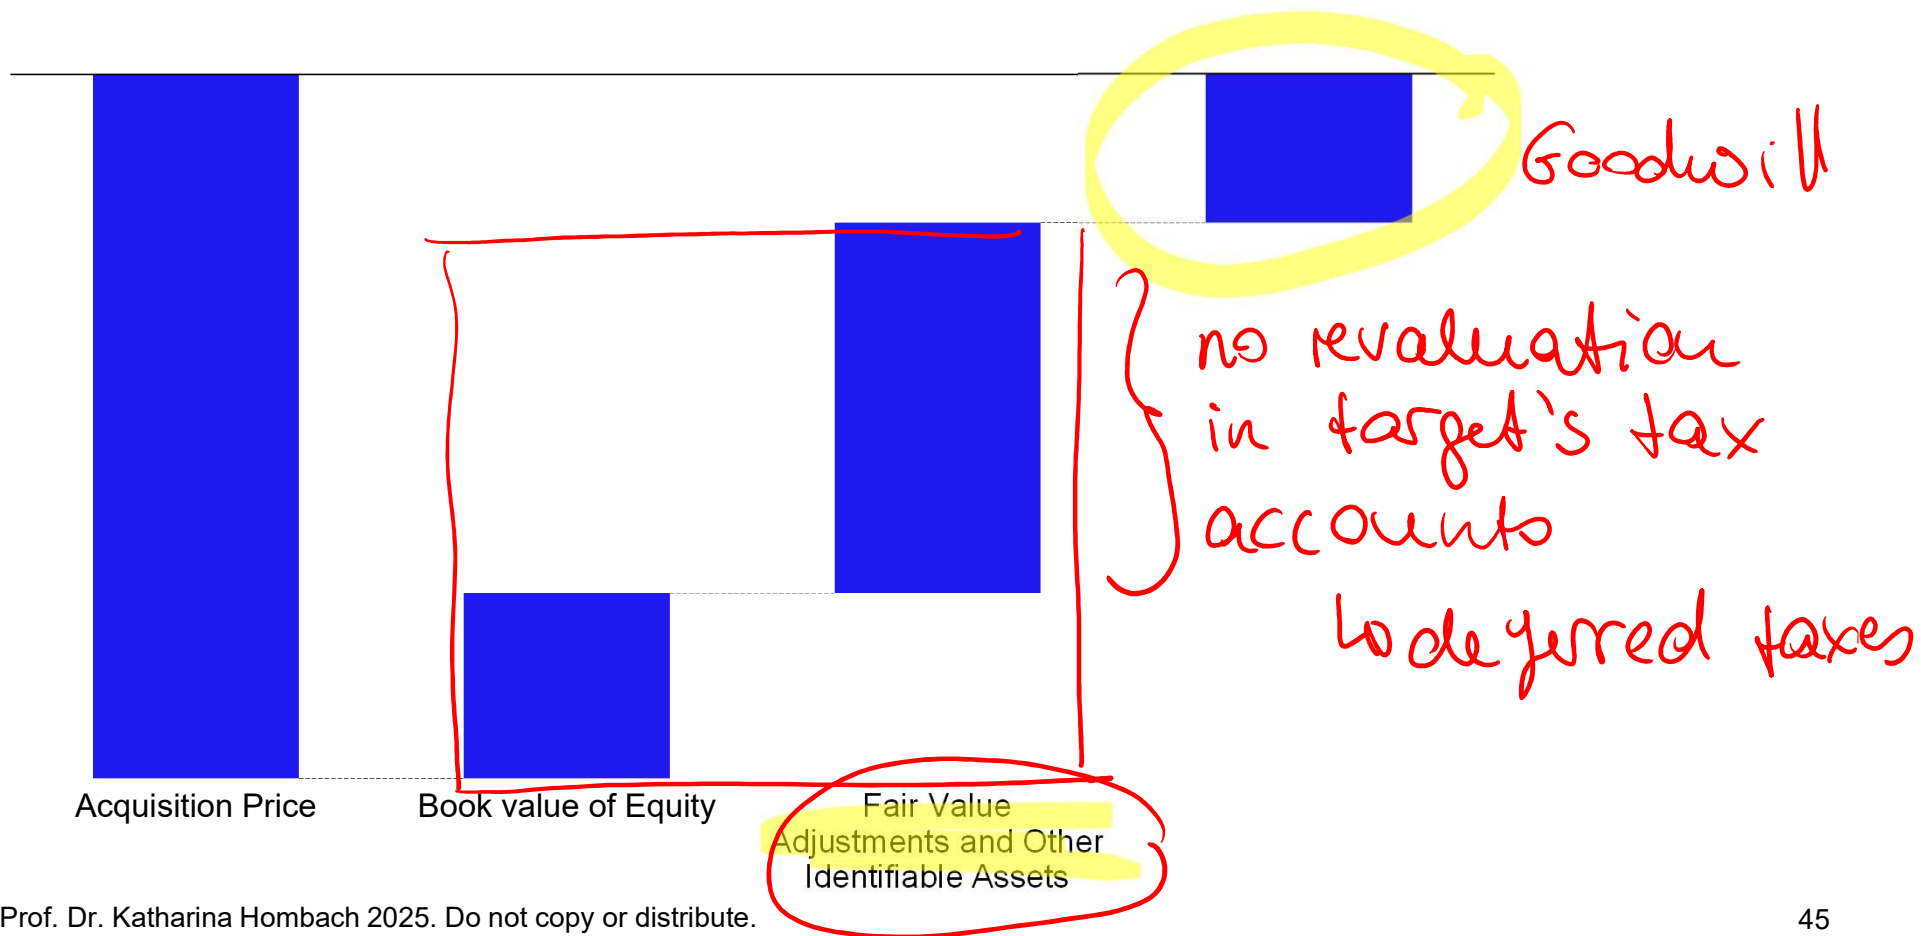 Goodwill
no revaluation
in target's tax
accounts
↳ deferred taxes
Acquisition Price
Book value of Equity
Fair Value
Adjustments and Other
Identifiable Assets
Prof. Dr. Katharina Hombach 2025. Do not copy or distribute.
45